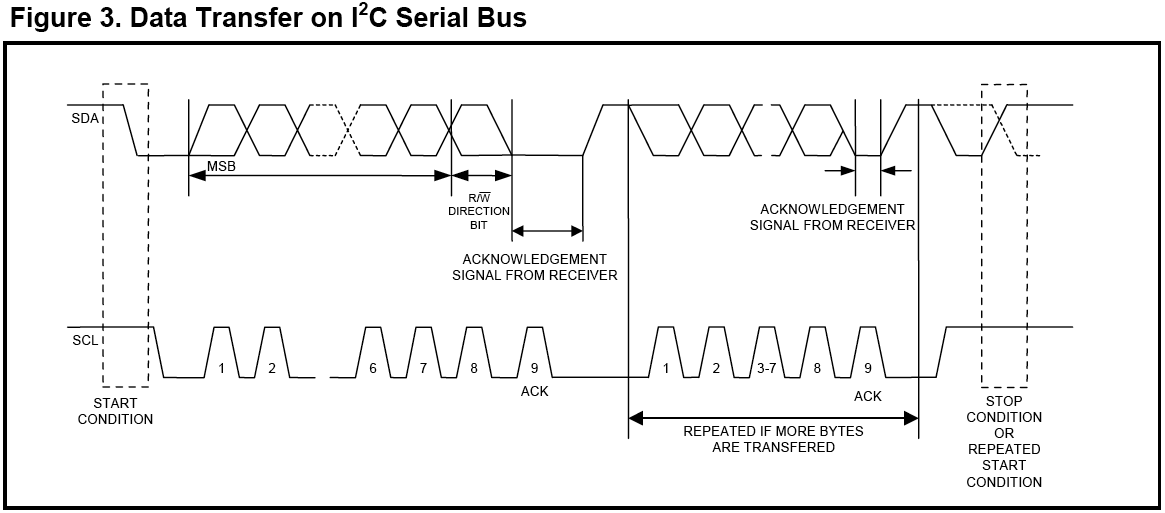 Figure 3. Data Transfer on I²C Serial Bus
SDA
MSB
R/W̅
DIRECTION
BIT
ACKNOWLEDGEMENT
SIGNAL FROM RECEIVER
ACKNOWLEDGEMENT
SIGNAL FROM RECEIVER
SCL
1
2
6
7
8
9
ACK
1
2
3-7
8
9
ACK
START
CONDITION
REPEATED IF MORE BYTES
ARE TRANSFERED
STOP
CONDITION
OR
REPEATED
START
CONDITION